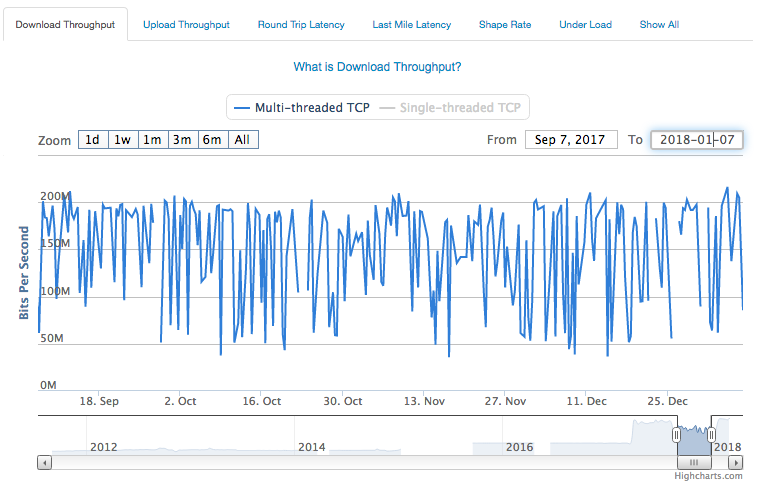 Download Throughput Upload Throughput Round Trip Latency Last Mile Latency Shape Rate Under Load Show All
What is Download Throughput?
Multi-threaded TCP Single-threaded TCP
Zoom 1d 1w 1m 3m 6m All From Sep 7, 2017 To 2018-01-07
Bits Per Second
200M
150M
100M
50M
0M
18. Sep 2. Oct 16. Oct 30. Oct 13. Nov 27. Nov 11. Dec 25. Dec
2012 2014 2016 2018
Highcharts.com